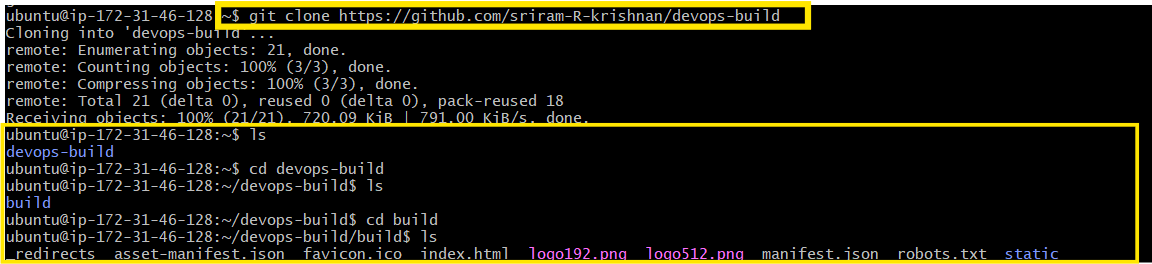 ubuntu@ip-172-31-46-128:~$ git clone https://github.com/sriram-R-krishnan/devops-build
Cloning into 'devops-build'...
remote: Enumerating objects: 21, done.
remote: Counting objects: 100% (3/3), done.
remote: Compressing objects: 100% (3/3), done.
remote: Total 21 (delta 0), reused 0 (delta 0), pack-reused 18
Receiving objects: 100% (21/21), 720.09 KiB | 791.00 KiB/s, done.
ubuntu@ip-172-31-46-128:~$ ls
devops-build
ubuntu@ip-172-31-46-128:~$ cd devops-build
ubuntu@ip-172-31-46-128:~/devops-build$ ls
build
ubuntu@ip-172-31-46-128:~/devops-build$ cd build
ubuntu@ip-172-31-46-128:~/devops-build/build$ ls
_redirects asset-manifest.json favicon.ico index.html logo192.png logo512.png manifest.json robots.txt static